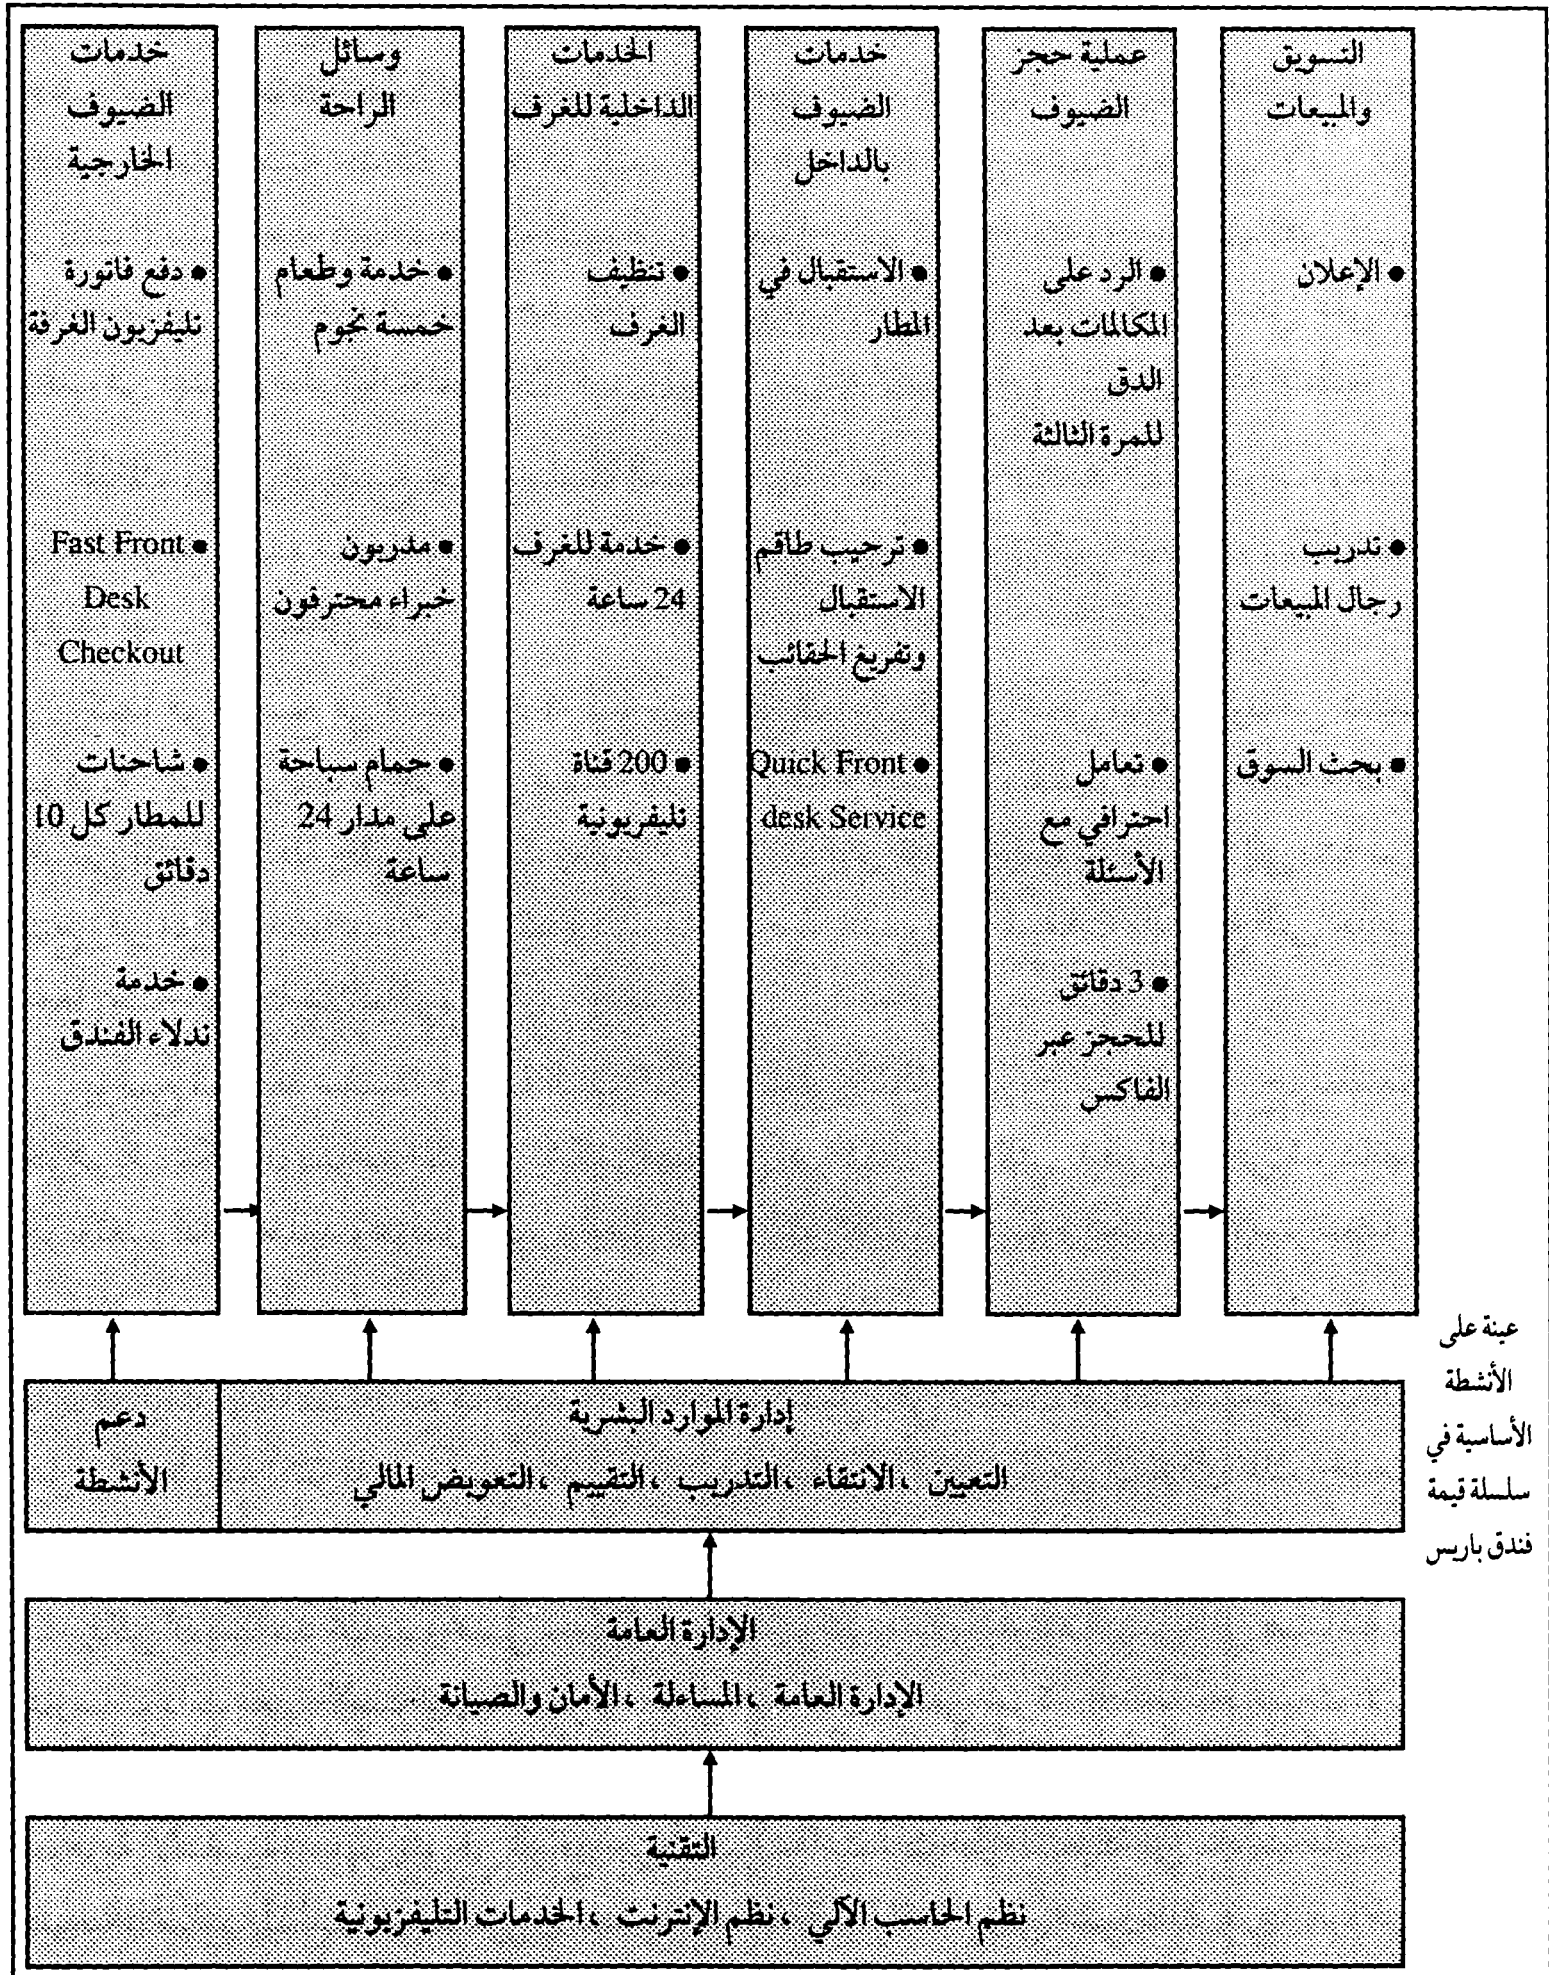 التسويق
والمبيعات
• الإعلان
• تدريب
رجال المبيعات
• بحث السوق
عملية حجز
الضيوف
• الرد على
المكالمات بعد
الدق
للمرة الثالثة
• تعامل
احترافي مع
الأسئلة
• 3 دقائق
للحجز عبر
الفاكس
خدمات
الضيوف
بالداخل
• الاستقبال في
المطار
• ترحيب طاقم
الاستقبال
وتفريغ الحقائب
• Quick Front
desk Service
الخدمات
الداخلية للغرف
• تنظيف
الغرف
• خدمة للغرف
24 ساعة
• 200 قناة
تليفزيونية
وسائل
الراحة
• خدمة وطعام
خمسة نجوم
• مدربون
خبراء محترفون
• حمام سباحة
على مدار 24
ساعة
خدمات
الضيوف
الخارجية
• دفع فاتورة
تليفزيون الغرفة
• Fast Front
Desk
Checkout
• شاحنات
للمطار كل 10
دقائق
• خدمة
ندلاء الفندق
عينة على
الأنشطة
الأساسية في
سلسلة قيمة
فندق باريس
إدارة الموارد البشرية
التعيين ، الانتقاء ، التدريب ، التقييم ، التعويض المالي
دعم
الأنشطة
الإدارة العامة
الإدارة العامة ، المساءلة ، الأمان والصيانة
التقنية
نظم الحاسب الآلي ، نظم الإنترنت ، الخدمات التليفزيونية